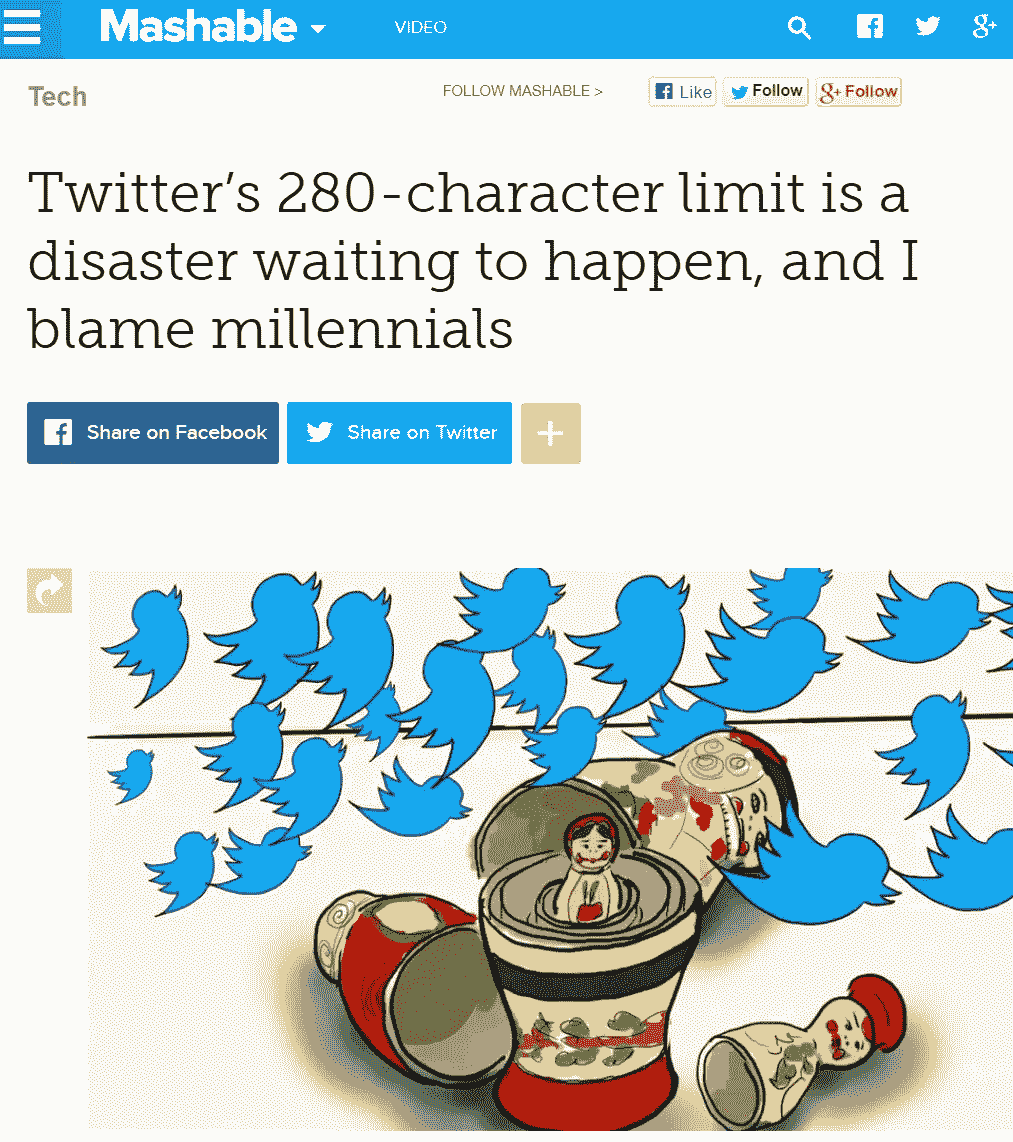 Mashable
VIDEO
Tech
FOLLOW MASHABLE >
Like
Follow
g+ Follow
Twitter's 280-character limit is a
disaster waiting to happen, and I
blame millennials
Share on Facebook
Share on Twitter